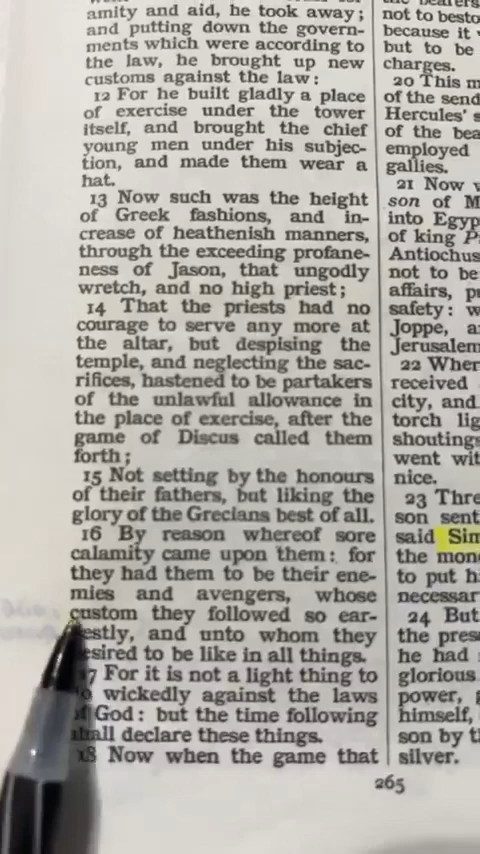 amity and aid, he took away;
and putting down the govern-
ments which were according to
the law, he brought up new
customs against the law:
12 For he built gladly a place
of exercise under the tower
itself, and brought the chief
young men under his subjec-
tion, and made them wear a
hat.
13 Now such was the height
of Greek fashions, and in-
crease of heathenish manners,
through the exceeding profane-
ness of Jason, that ungodly
wretch, and no high priest;
14 That the priests had no
courage to serve any more at
the altar, but despising the
temple, and neglecting the sac-
rifices, hastened to be partakers
of the unlawful allowance in
the place of exercise, after the
game of Discus called them
forth;
15 Not setting by the honours
of their fathers, but liking the
glory of the Grecians best of all.
16 By reason whereof sore
calamity came upon them: for
they had them to be their ene-
mies and avengers, whose
custom they followed so ear-
estly, and unto whom they
esired to be like in all things.
17 For it is not a light thing to
wickedly against the laws
of God: but the time following
shall declare these things.
18 Now when the game that
not to besto
because it
but to be
charges.
20 This m
of the send
Hercules' s
of the bea
employed
gallies.
21 Now
son of M
into Egyp
of king P
Antiochus
not to be
affairs, p
safety: w
Joppe, a
Jerusalem
22 Wher
received
city, and
torch lig
shoutings
went wit
nice.
23 Thre
son sent
said Sim
the mon
to put h
necessar
24 But
the pres
he had
glorious
power,
himself,
son by t
silver.
265